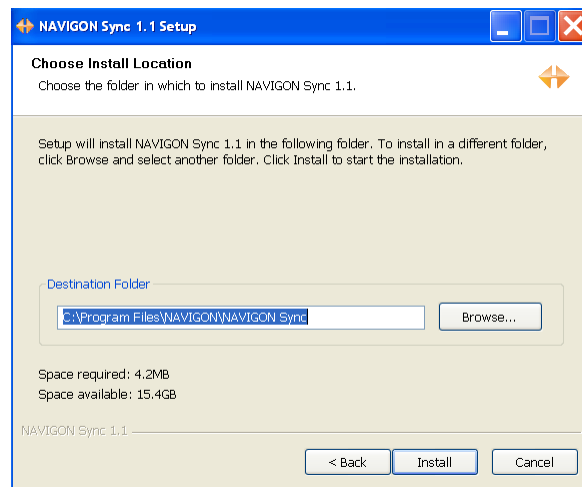 NAVIGON Sync 1.1 Setup
Choose Install Location
Choose the folder in which to install NAVIGON Sync 1.1.
Setup will install NAVIGON Sync 1.1 in the following folder. To install in a different folder,
click Browse and select another folder. Click Install to start the installation.
Destination Folder
C:\Program Files\NAVIGON\NAVIGON Sync
Browse...
Space required: 4.2MB
Space available: 15.4GB
NAVIGON Sync 1.1
< Back
Install
Cancel